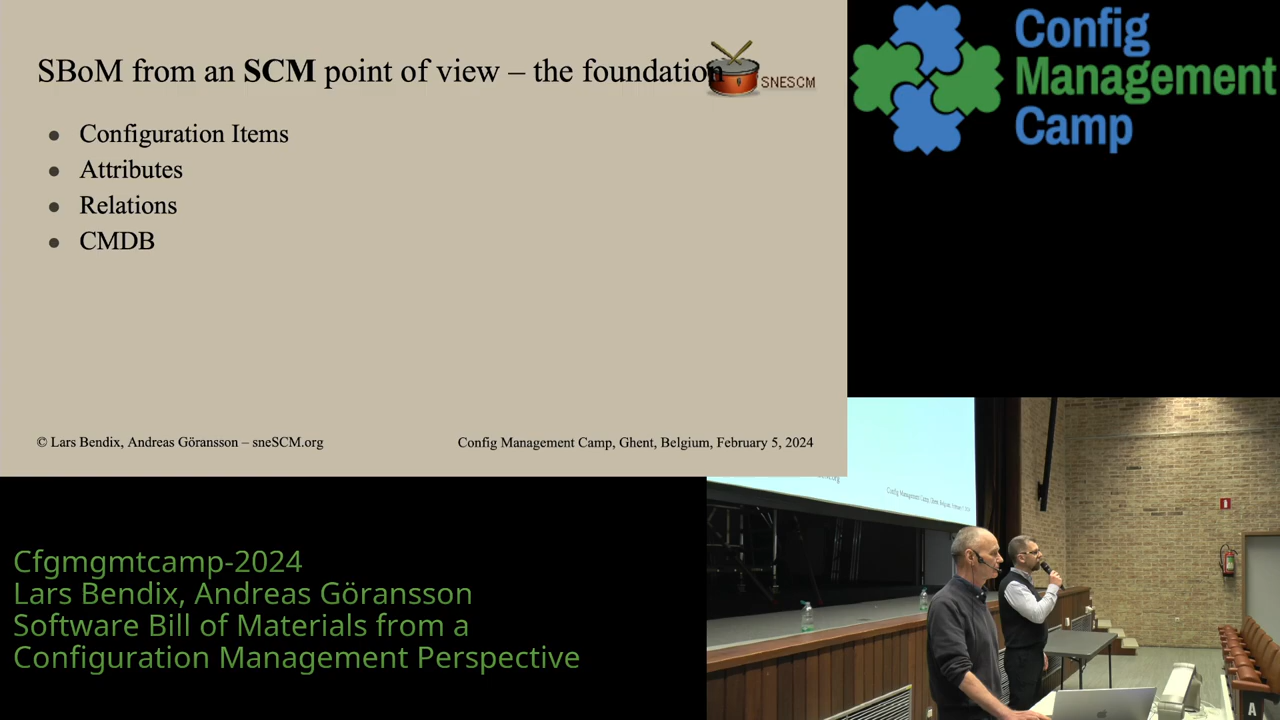 SBoM from an SCM point of view – the foundation
SNESCM
• Configuration Items
• Attributes
• Relations
• CMDB
© Lars Bendix, Andreas Göransson – sneSCM.org
Config Management Camp, Ghent, Belgium, February 5, 2024
Config
Management
Camp
Cfgmgmtcamp-2024
Lars Bendix, Andreas Göransson
Software Bill of Materials from a
Configuration Management Perspective
A